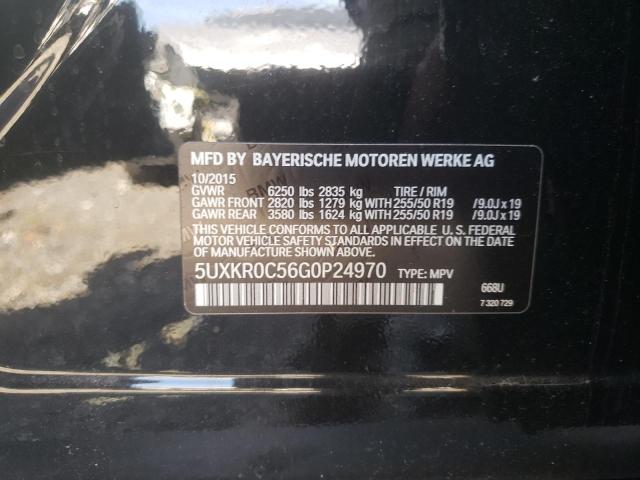 MFD BY BAYERISCHE MOTOREN WERKE AG
10/2015
GVWR 6250 lbs 2835 kg TIRE / RIM
GAWR FRONT 2820 lbs 1279 kg WITH 255/50 R19 /9.0J x 19
GAWR REAR 3580 lbs 1624 kg WITH 255/50 R19 /9.0J x 19
THIS VEHICLE CONFORMS TO ALL APPLICABLE U. S. FEDERAL
MOTOR VEHICLE SAFETY STANDARDS IN EFFECT ON THE DATE OF
MANUFACTURE SHOWN ABOVE.
5UXKR0C56G0P24970 TYPE: MPV
668U
7 320 729
BMW